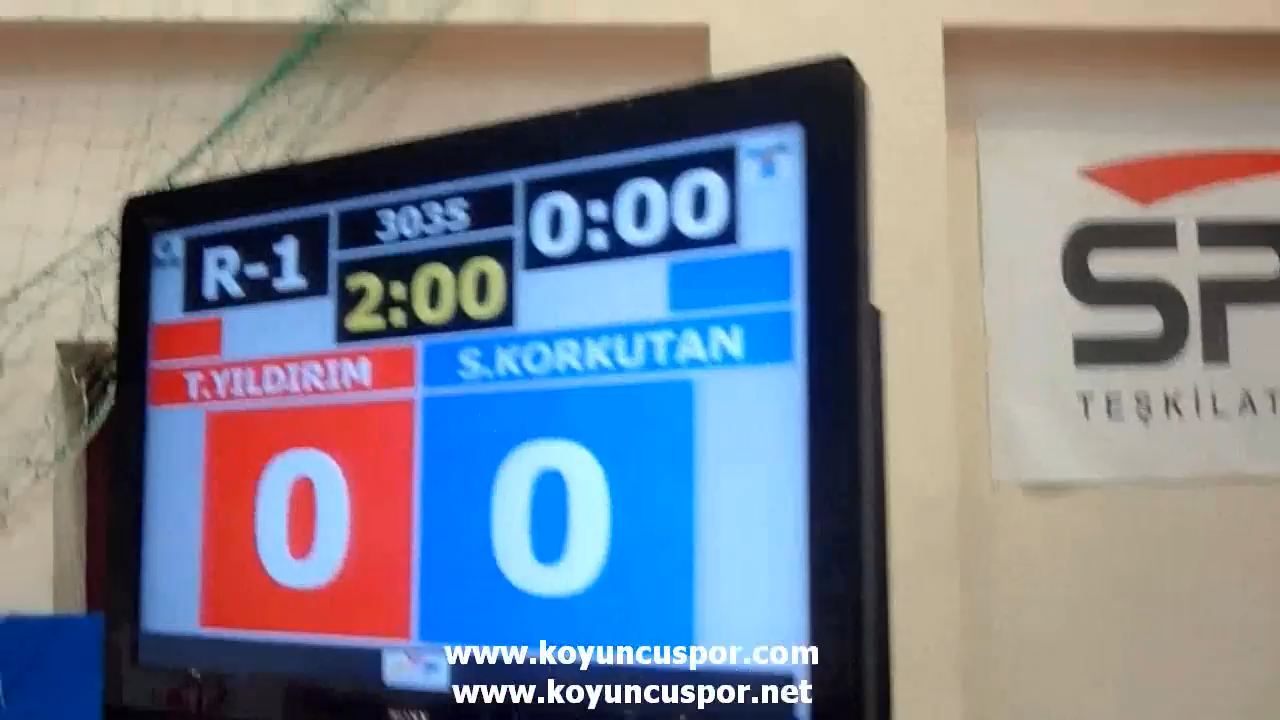 R-1
3035
0:00
2:00
T.YILDIRIM
S.KORKUTAN
0
0
SP
TEŞKİLAT
www.koyuncuspor.com
www.koyuncuspor.net